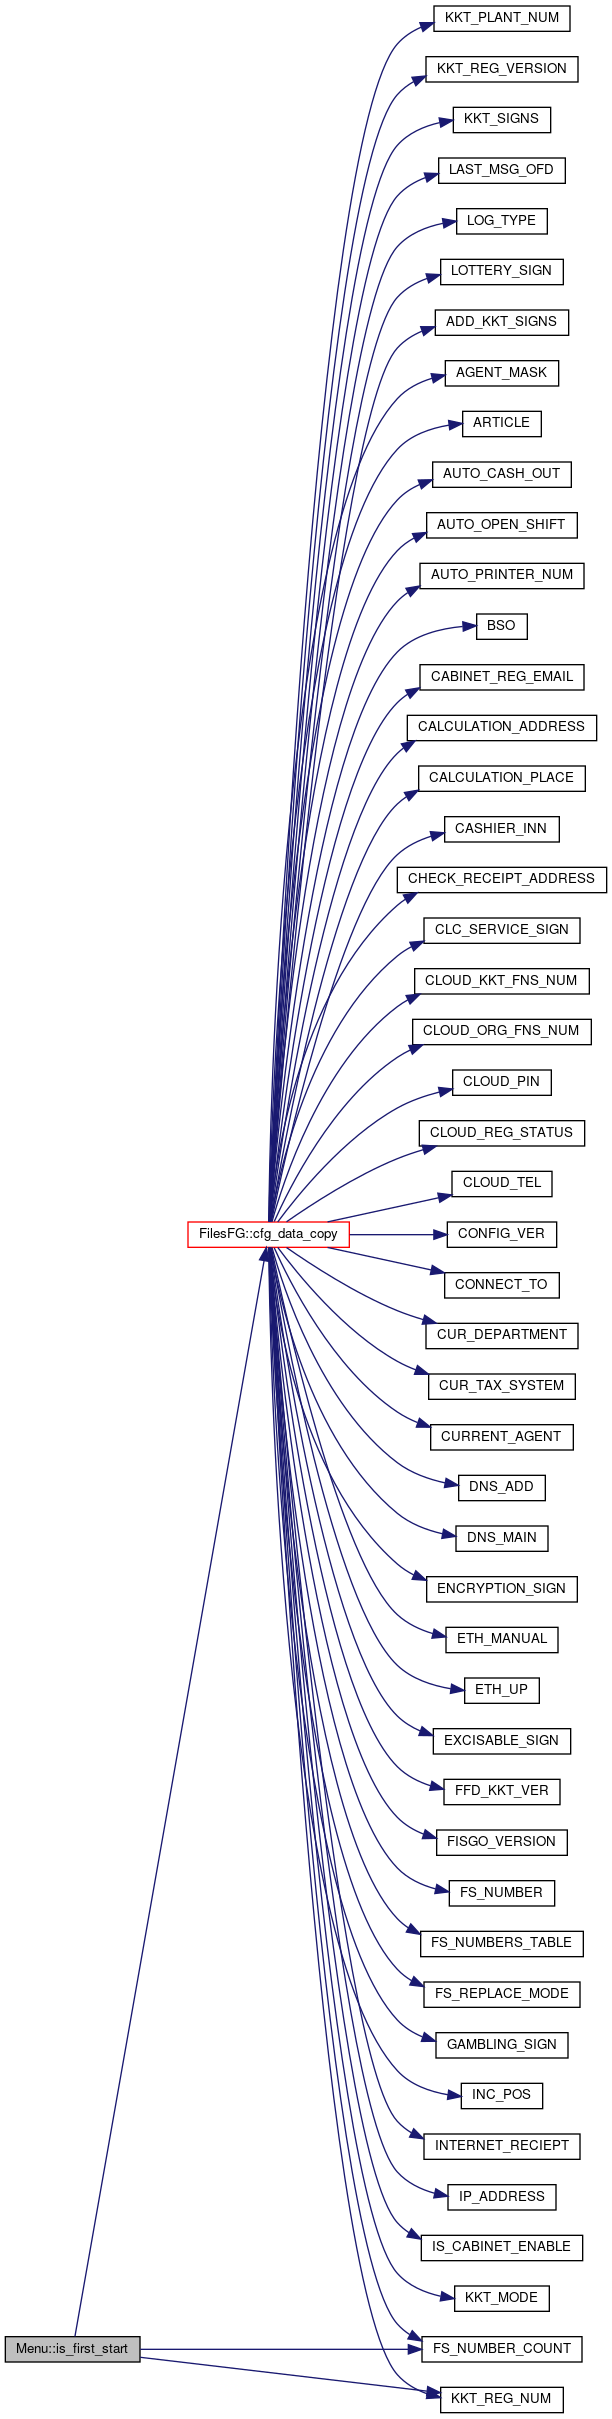 KKT_PLANT_NUM
KKT_REG_VERSION
KKT_SIGNS
LAST_MSG_OFD
LOG_TYPE
LOTTERY_SIGN
ADD_KKT_SIGNS
AGENT_MASK
ARTICLE
AUTO_CASH_OUT
AUTO_OPEN_SHIFT
AUTO_PRINTER_NUM
BSO
CABINET_REG_EMAIL
CALCULATION_ADDRESS
CALCULATION_PLACE
CASHIER_INN
CHECK_RECEIPT_ADDRESS
CLC_SERVICE_SIGN
CLOUD_KKT_FNS_NUM
CLOUD_ORG_FNS_NUM
CLOUD_PIN
CLOUD_REG_STATUS
CLOUD_TEL
FilesFG::cfg_data_copy
CONFIG_VER
CONNECT_TO
CUR_DEPARTMENT
CUR_TAX_SYSTEM
CURRENT_AGENT
DNS_ADD
DNS_MAIN
ENCRYPTION_SIGN
ETH_MANUAL
ETH_UP
EXCISABLE_SIGN
FFD_KKT_VER
FISGO_VERSION
FS_NUMBER
FS_NUMBERS_TABLE
FS_REPLACE_MODE
GAMBLING_SIGN
INC_POS
INTERNET_RECIEPT
IP_ADDRESS
IS_CABINET_ENABLE
KKT_MODE
Menu::is_first_start
FS_NUMBER_COUNT
KKT_REG_NUM